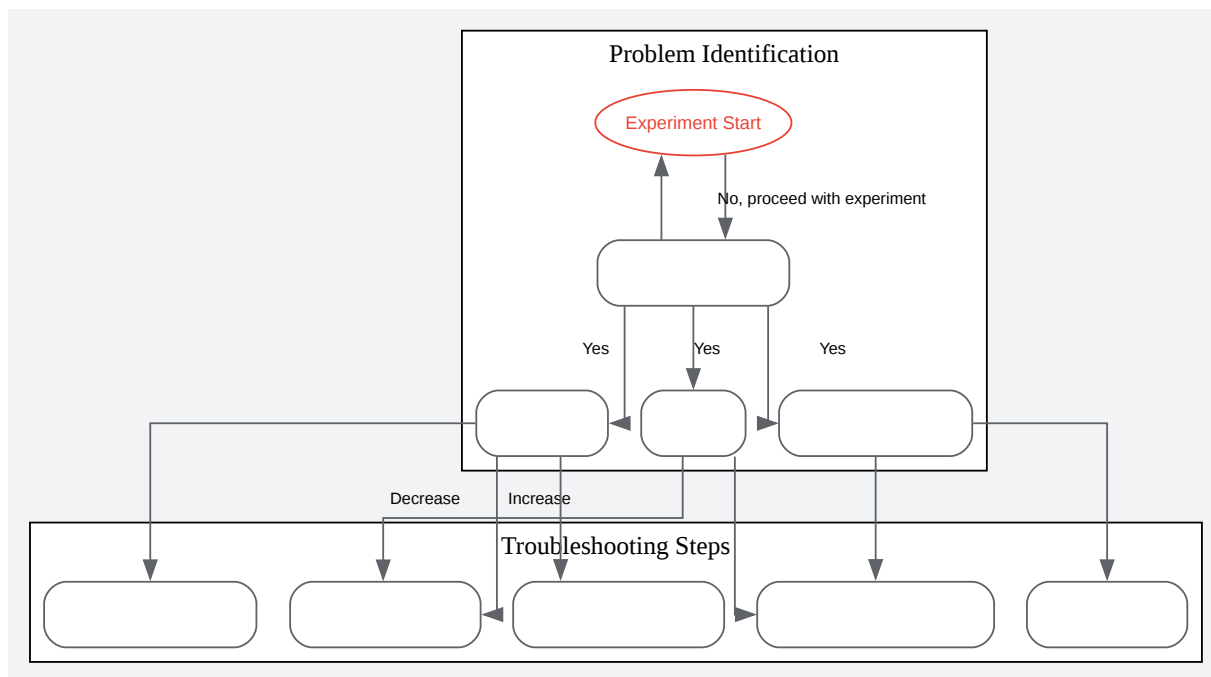 Problem Identification
Experiment Start
No, proceed with experiment
Yes
Yes
Yes
Decrease
Increase
Troubleshooting Steps